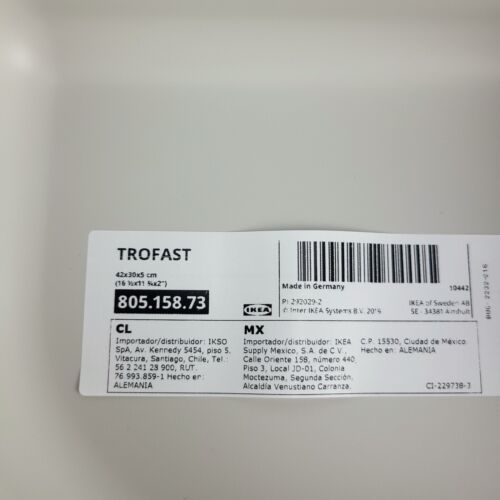 TROFAST
42x30x5 cm
(16 ½x11 ¾x2")
805.158.73
IKEA
Made in Germany
10442
PI 292029-2
© Inter IKEA Systems B.V. 2019
IKEA of Sweden AB
SE - 34381 Älmhult
CL
Importador/distribuidor: IKSO
SpA, Av. Kennedy 5454, piso 5,
Vitacura, Santiago, Chile, Tel.:
56 2 241 28 900, RUT.
76.993.859-1 Hecho en:
ALEMANIA
MX
Importador/distribuidor: IKEA
Supply Mexico, S.A. de C.V.,
Calle Oriente 158, número 440,
Piso 3, Local JD-01, Colonia
Moctezuma, Segunda Sección,
Alcaldía Venustiano Carranza,
C.P. 15530, Ciudad de México.
Hecho en: ALEMANIA
CI-229738-3